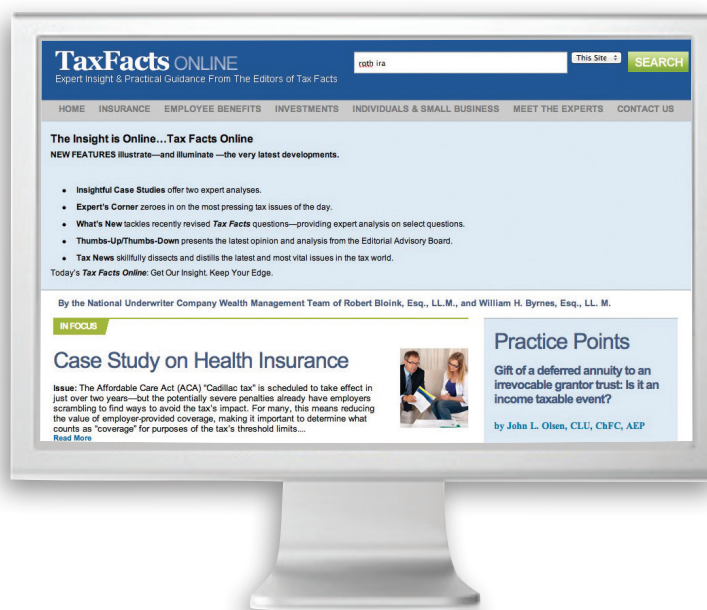 TaxFacts ONLINE
Expert Insight & Practical Guidance From The Editors of Tax Facts
roth ira
This Site
SEARCH
HOME INSURANCE EMPLOYEE BENEFITS INVESTMENTS INDIVIDUALS & SMALL BUSINESS MEET THE EXPERTS CONTACT US
The Insight is Online...Tax Facts Online
NEW FEATURES illustrate—and illuminate —the very latest developments.
• Insightful Case Studies offer two expert analyses.
• Expert's Corner zeroes in on the most pressing tax issues of the day.
• What's New tackles recently revised Tax Facts questions—providing expert analysis on select questions.
• Thumbs-Up/Thumbs-Down presents the latest opinion and analysis from the Editorial Advisory Board.
• Tax News skillfully dissects and distills the latest and most vital issues in the tax world.
Today's Tax Facts Online: Get Our Insight. Keep Your Edge.
By the National Underwriter Company Wealth Management Team of Robert Bloink, Esq., LL.M., and William H. Byrnes, Esq., LL. M.
IN FOCUS
Case Study on Health Insurance
Issue: The Affordable Care Act (ACA) "Cadillac tax" is scheduled to take effect in
just over two years—but the potentially severe penalties already have employers
scrambling to find ways to avoid the tax's impact. For many, this means reducing
the value of employer-provided coverage, making it important to determine what
counts as "coverage" for purposes of the tax's threshold limits....
Read More
Practice Points
Gift of a deferred annuity to an
irrevocable grantor trust: Is it an
income taxable event?
by John L. Olsen, CLU, ChFC, AEP